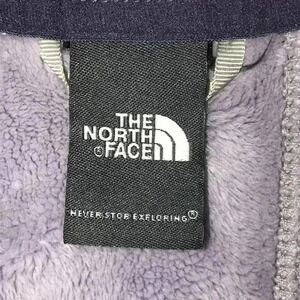 THE
NORTH
FACE
NEVER STOP EXPLORING